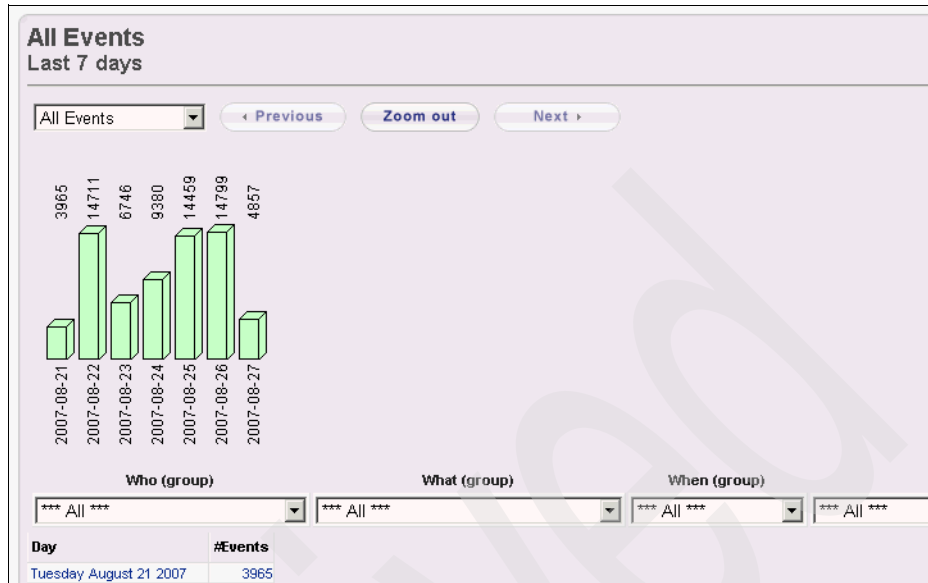 All Events
Last 7 days
All Events
Previous
Zoom out
Next
3965
14711
6746
9380
14459
14799
4857
2007-08-21
2007-08-22
2007-08-23
2007-08-24
2007-08-25
2007-08-26
2007-08-27
Who (group) What (group) When (group)
*** All *** *** All *** *** All *** *** All ***
Day #Events
Tuesday August 21 2007 3965